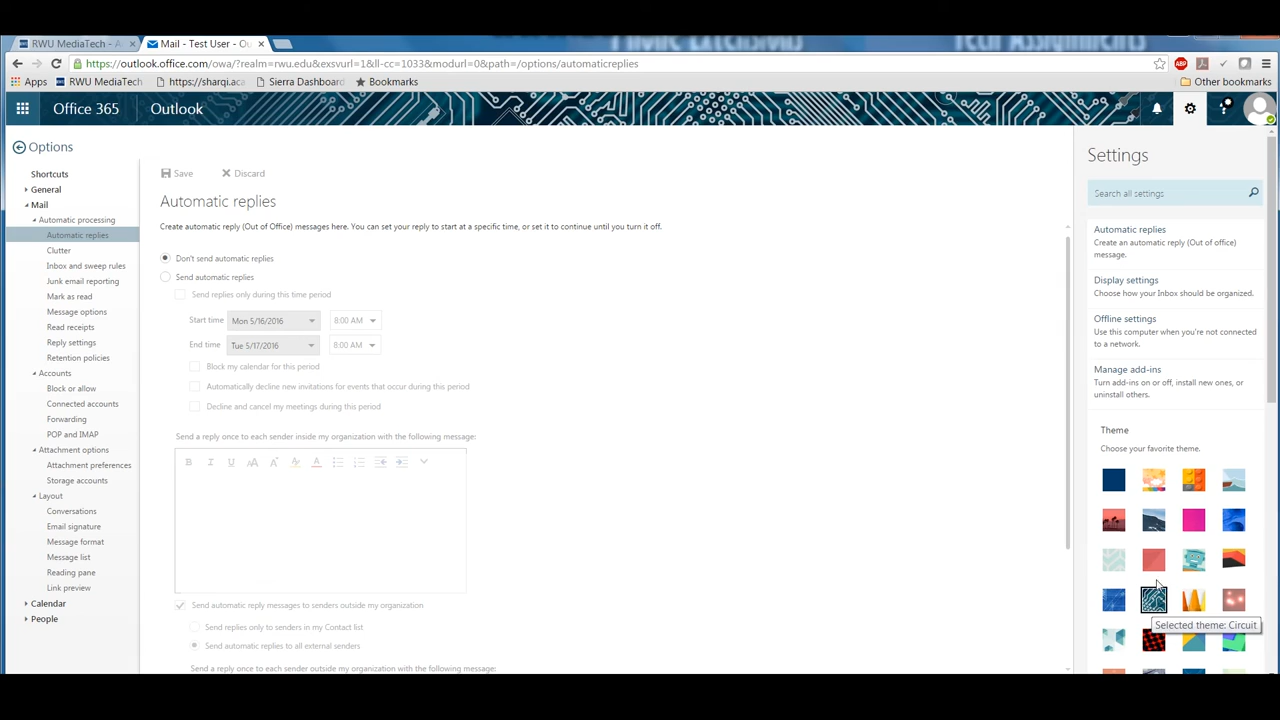 RWU MediaTech - A
Mail - Test User - Ou
https://outlook.office.com/owa/?realm=rwu.edu&exsvurl=1&ll-cc=1033&modurl=0&path=/options/automaticreplies
Apps
RWU MediaTech
https://sharqi.aca
Sierra Dashboard
Bookmarks
Other bookmarks
Office 365
Outlook
Options
Shortcuts
General
Mail
Automatic processing
Automatic replies
Clutter
Inbox and sweep rules
Junk email reporting
Mark as read
Message options
Read receipts
Reply settings
Retention policies
Accounts
Block or allow
Connected accounts
Forwarding
POP and IMAP
Attachment options
Attachment preferences
Storage accounts
Layout
Conversations
Email signature
Message format
Message list
Reading pane
Link preview
Calendar
People
Save
Discard
Automatic replies
Create automatic reply (Out of Office) messages here. You can set your reply to start at a specific time, or set it to continue until you turn it off.
Don't send automatic replies
Send automatic replies
Send replies only during this time period
Start time Mon 5/16/2016 8:00 AM
End time Tue 5/17/2016 8:00 AM
Block my calendar for this period
Automatically decline new invitations for events that occur during this period
Decline and cancel my meetings during this period
Send a reply once to each sender inside my organization with the following message:
B I U
Send automatic reply messages to senders outside my organization
Send replies only to senders in my Contact list
Send automatic replies to all external senders
Send a reply once to each sender outside my organization with the following message:
Settings
Search all settings
Automatic replies
Create an automatic reply (Out of office)
message.
Display settings
Choose how your Inbox should be organized.
Offline settings
Use this computer when you're not connected
to a network.
Manage add-ins
Turn add-ins on or off, install new ones, or
uninstall others.
Theme
Choose your favorite theme.
Selected theme: Circuit